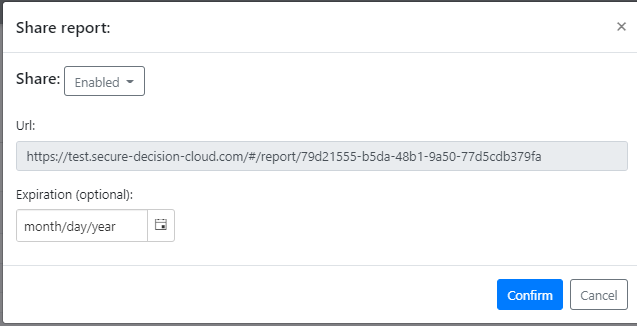 Share report:
×
Share: Enabled
Url:
https://test.secure-decision-cloud.com/#/report/79d21555-b5da-48b1-9a50-77d5cdb379fa
Expiration (optional):
month/day/year
Confirm Cancel